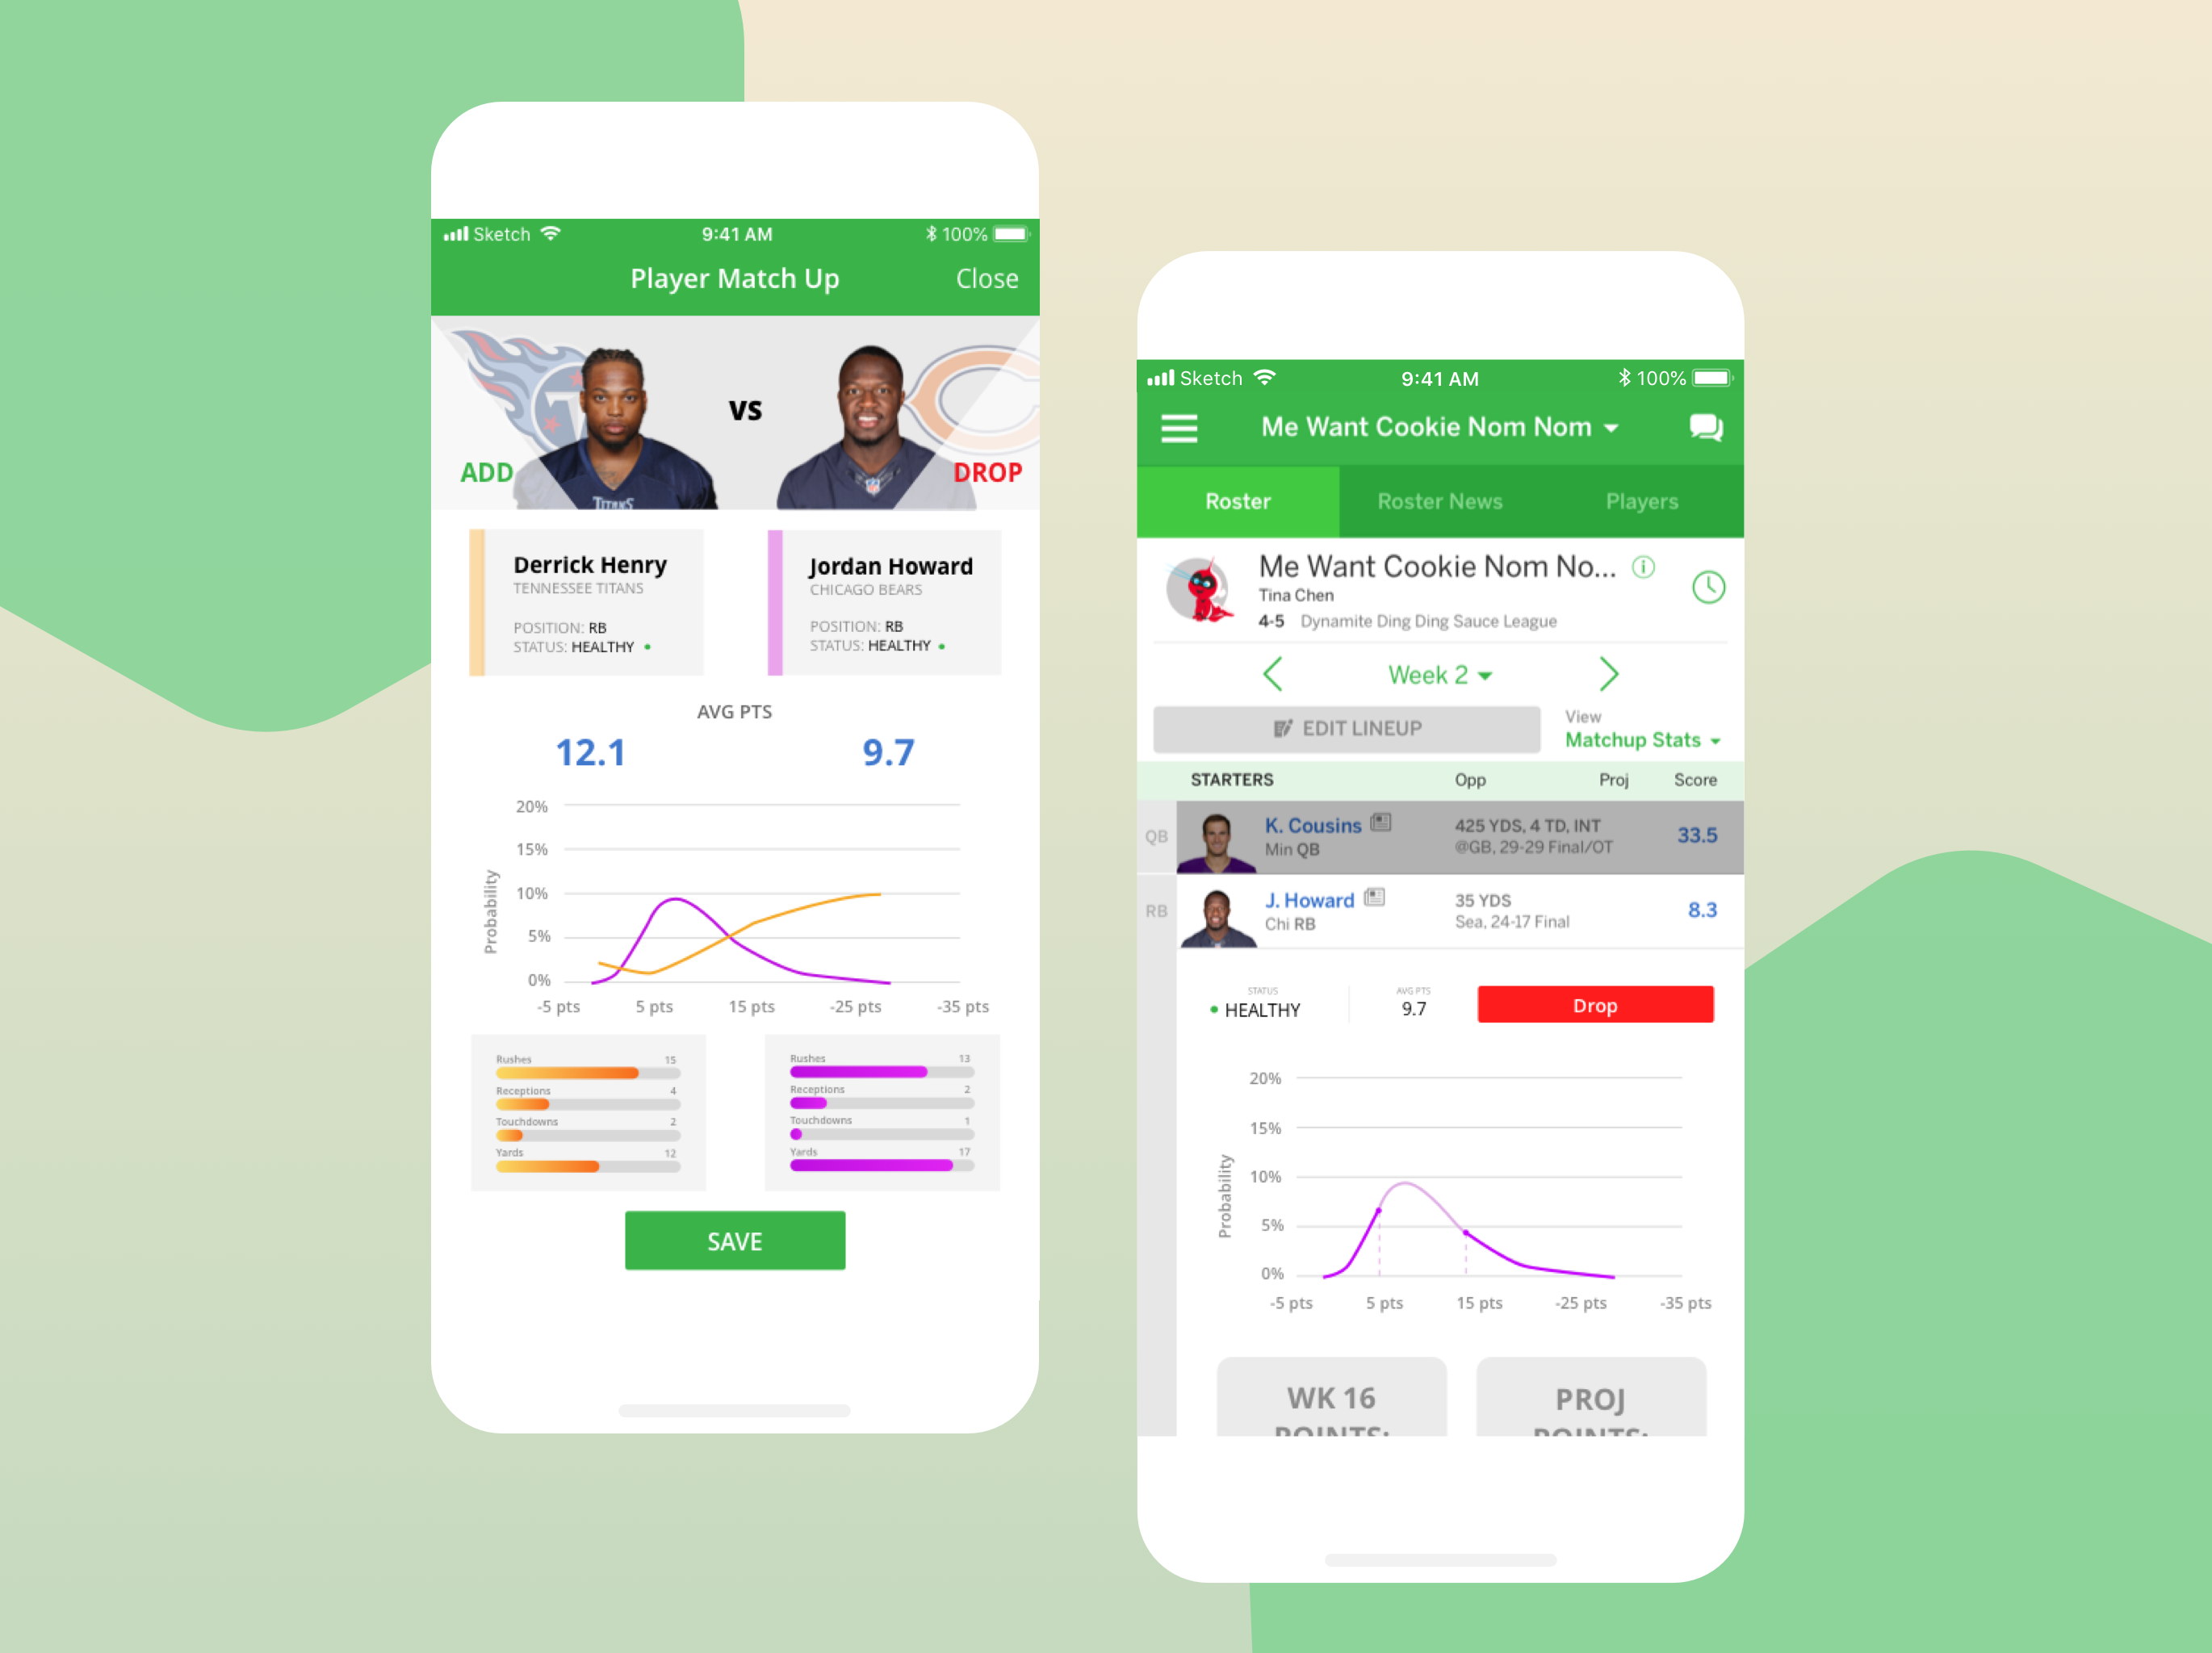 Sketch 9:41 AM 100%
Player Match Up Close
VS
ADD DROP
TITANS
Derrick Henry
TENNESSEE TITANS
POSITION: RB
STATUS: HEALTHY
Jordan Howard
CHICAGO BEARS
POSITION: RB
STATUS: HEALTHY
AVG PTS
12.1 9.7
Probability
20%
15%
10%
5%
0%
-5 pts 5 pts 15 pts -25 pts -35 pts
Rushes 15
Receptions 4
Touchdowns 2
Yards 12
Rushes 13
Receptions 2
Touchdowns 1
Yards 17
SAVE
Sketch 9:41 AM 100%
Me Want Cookie Nom Nom
Roster Roster News Players
Me Want Cookie Nom No...
Tina Chen
4-5 Dynamite Ding Ding Sauce League
Week 2
EDIT LINEUP
View
Matchup Stats
STARTERS Opp Proj Score
QB
K. Cousins
Min QB
425 YDS, 4 TD, INT
@GB, 29-29 Final/OT
33.5
RB
J. Howard
Chi RB
35 YDS
Sea, 24-17 Final
8.3
STATUS
HEALTHY
AVG PTS
9.7
Drop
Probability
20%
15%
10%
5%
0%
-5 pts 5 pts 15 pts -25 pts -35 pts
WK 16
POINTS:
PROJ
POINTS: